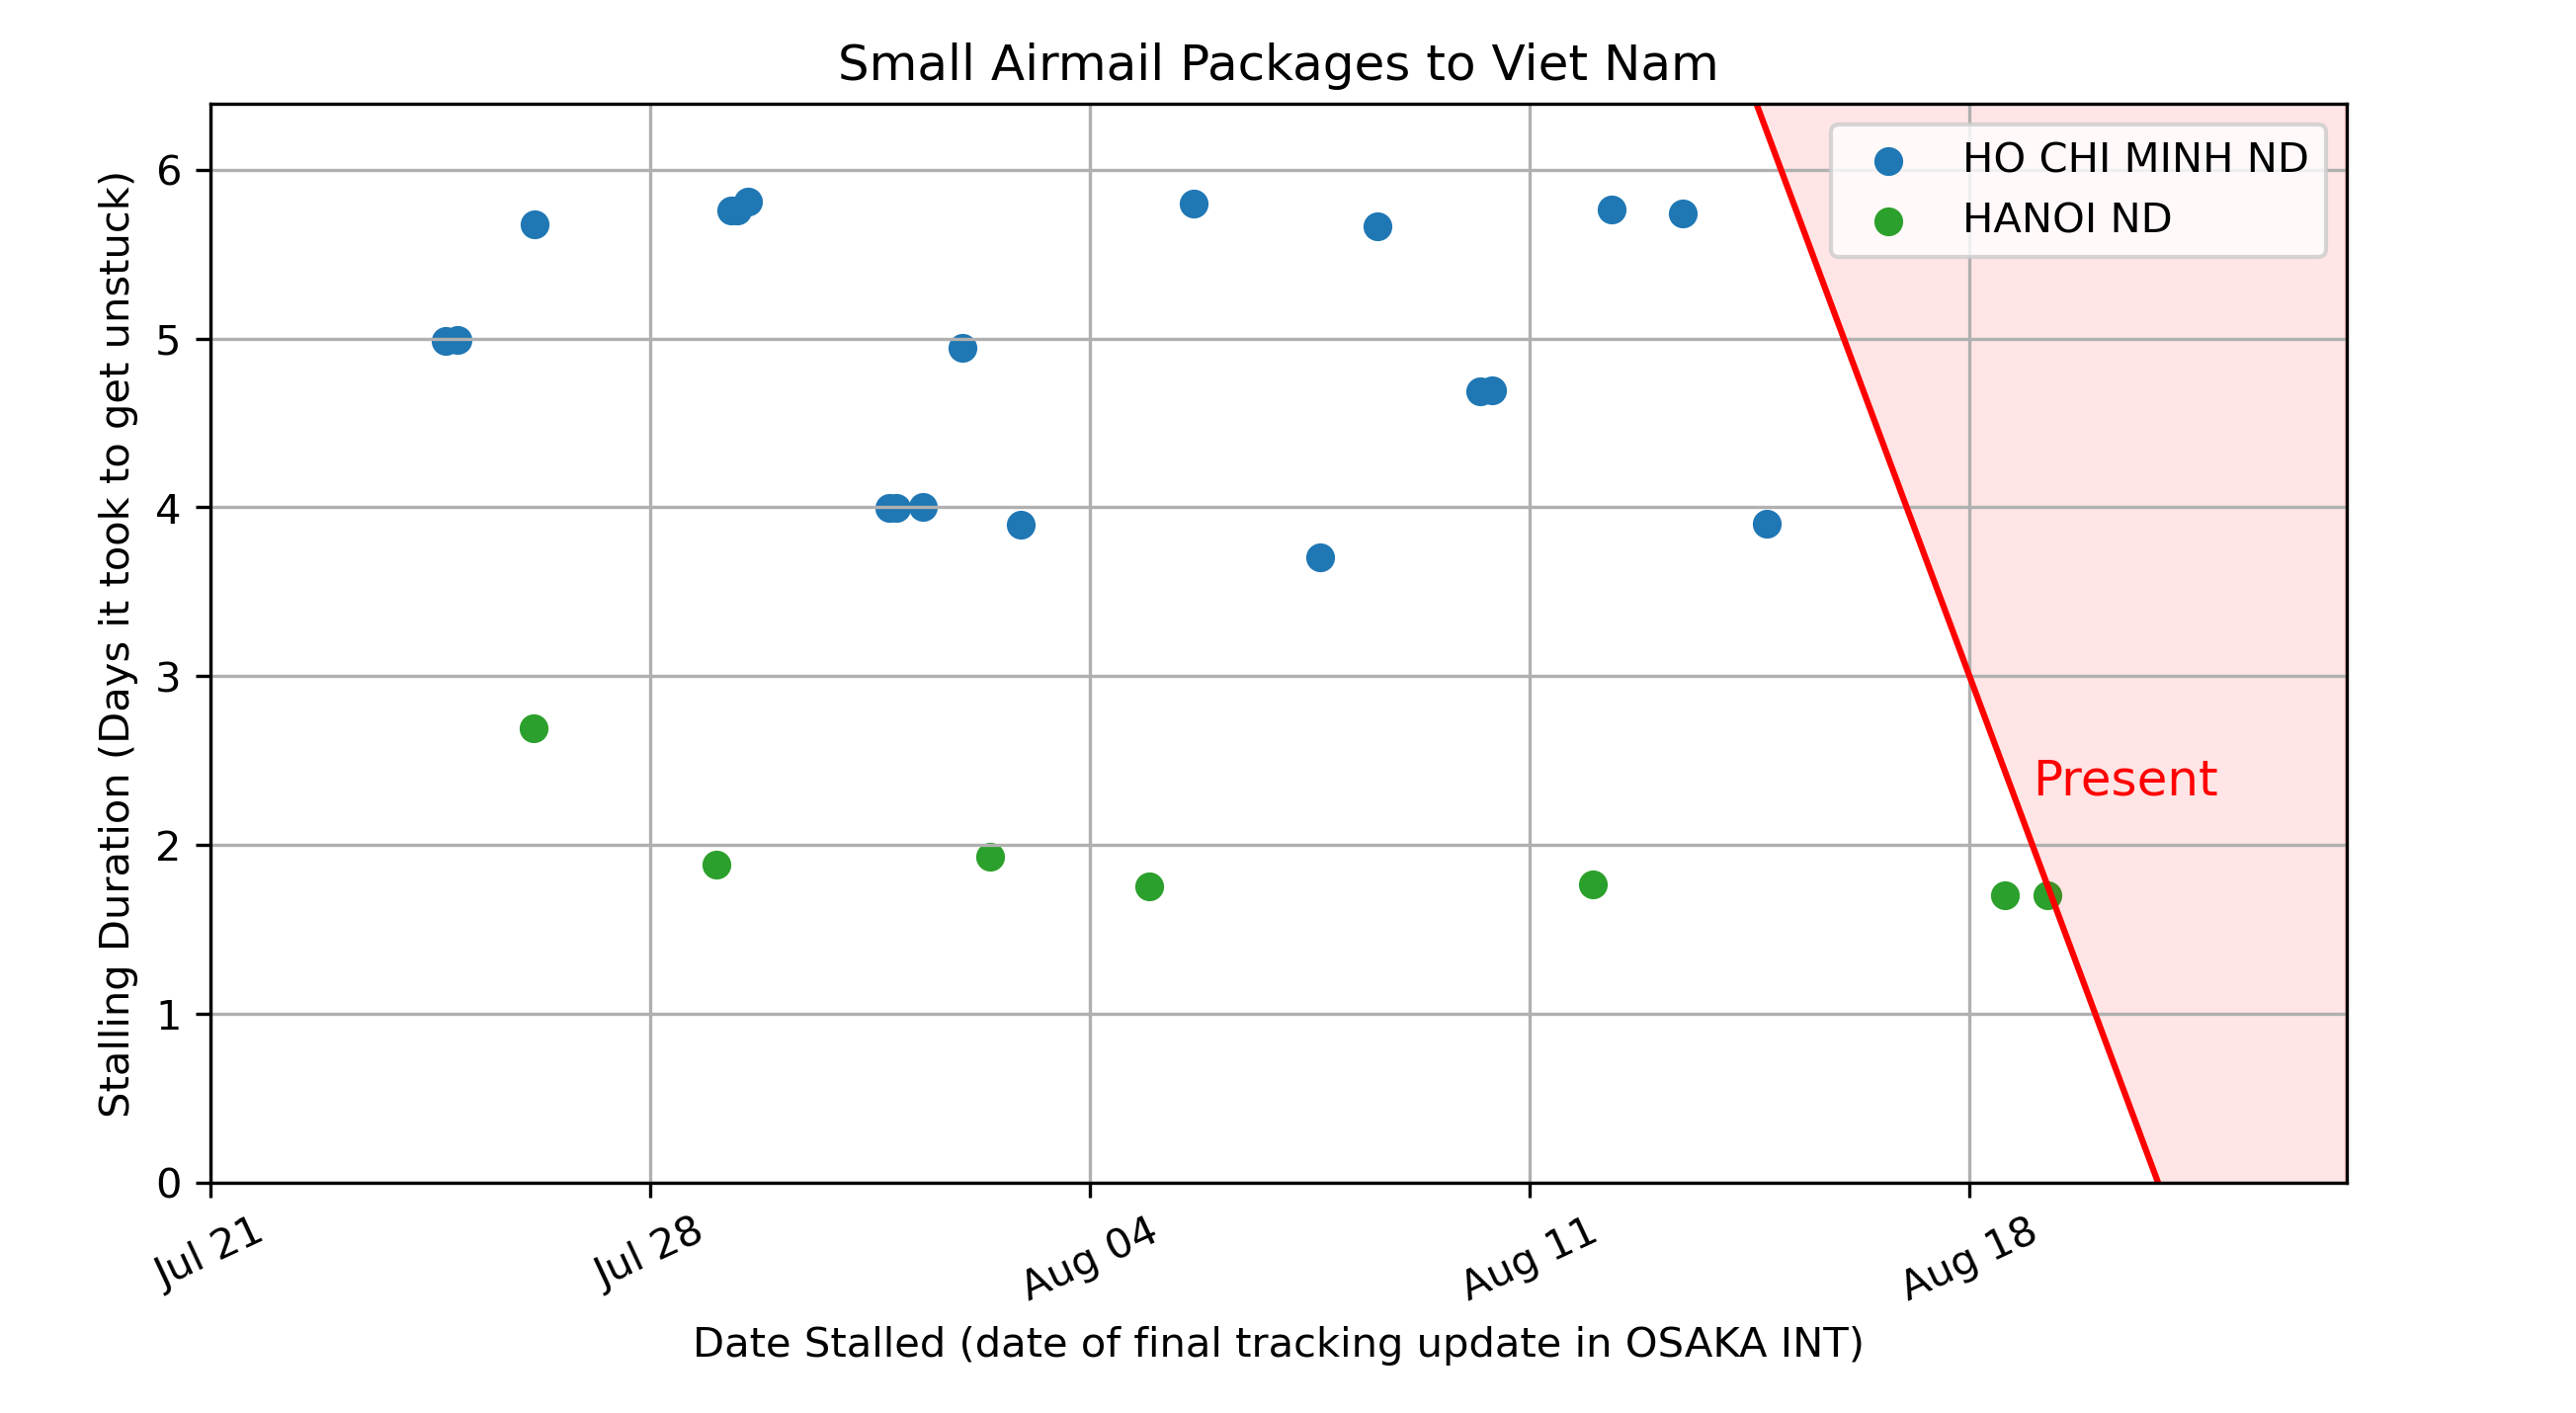 Small Airmail Packages to Viet Nam
HO CHI MINH ND
HANOI ND
Stalling Duration (Days it took to get unstuck)
6
5
4
3
2
1
0
Present
Jul 21
Jul 28
Aug 04
Aug 11
Aug 18
Date Stalled (date of final tracking update in OSAKA INT)